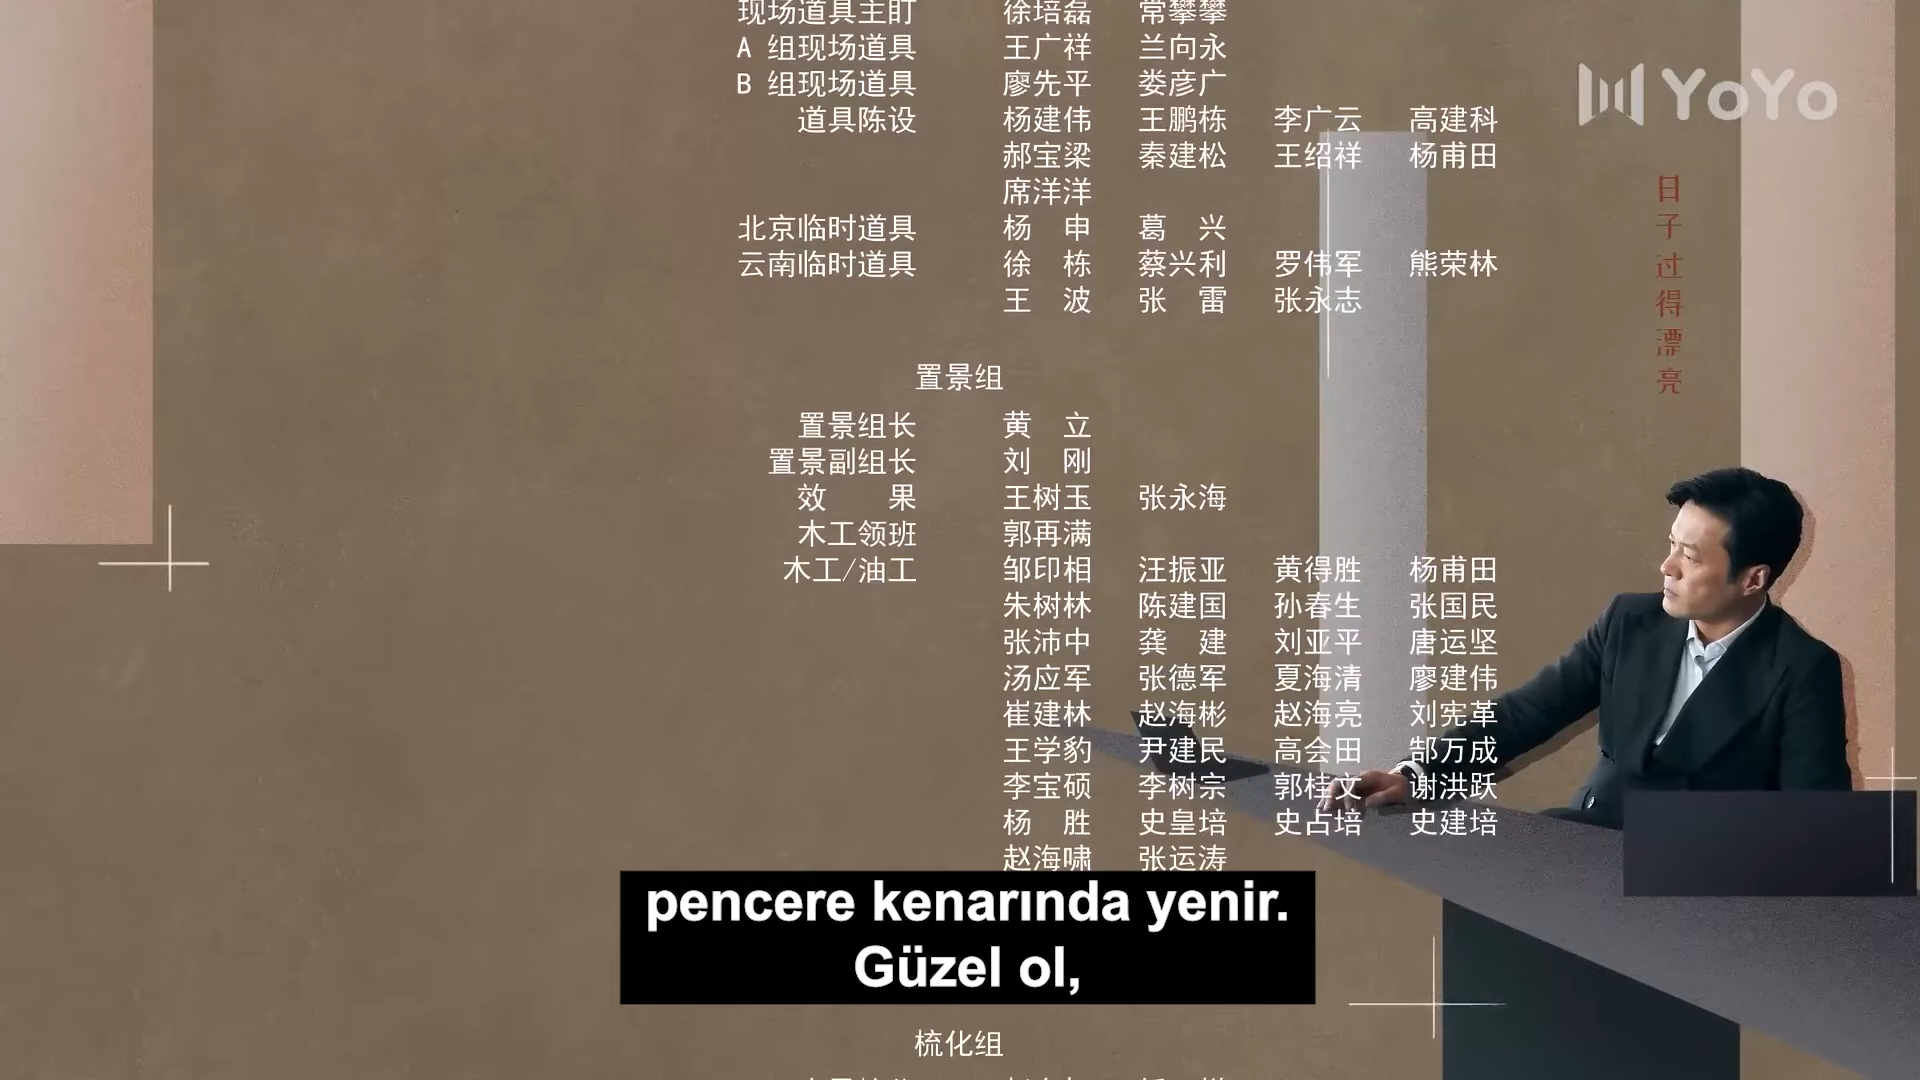 现场道具主盯 徐培磊 常攀攀
A 组现场道具 王广祥 兰向永
B 组现场道具 廖先平 娄彦广
道具陈设 杨建伟 王鹏栋 李广云 高建科
郝宝梁 秦建松 王绍祥 杨甫田
席洋洋
北京临时道具 杨 申 葛 兴
云南临时道具 徐 栋 蔡兴利 罗伟军 熊荣林
王 波 张 雷 张永志
YoYo
日子过得漂亮
置景组
置景组长 黄 立
置景副组长 刘 刚
效 果 王树玉 张永海
木工领班 郭再满
木工/油工 邹印相 汪振亚 黄得胜 杨甫田
朱树林 陈建国 孙春生 张国民
张沛中 龚 建 刘亚平 唐运坚
汤应军 张德军 夏海清 廖建伟
崔建林 赵海彬 赵海亮 刘宪革
王学豹 尹建民 高会田 郜万成
李宝硕 李树宗 郭桂文 谢洪跃
杨 胜 史皇培 史占培 史建培
赵海啸 张运涛
pencere kenarında yenir.
Güzel ol,
梳化组